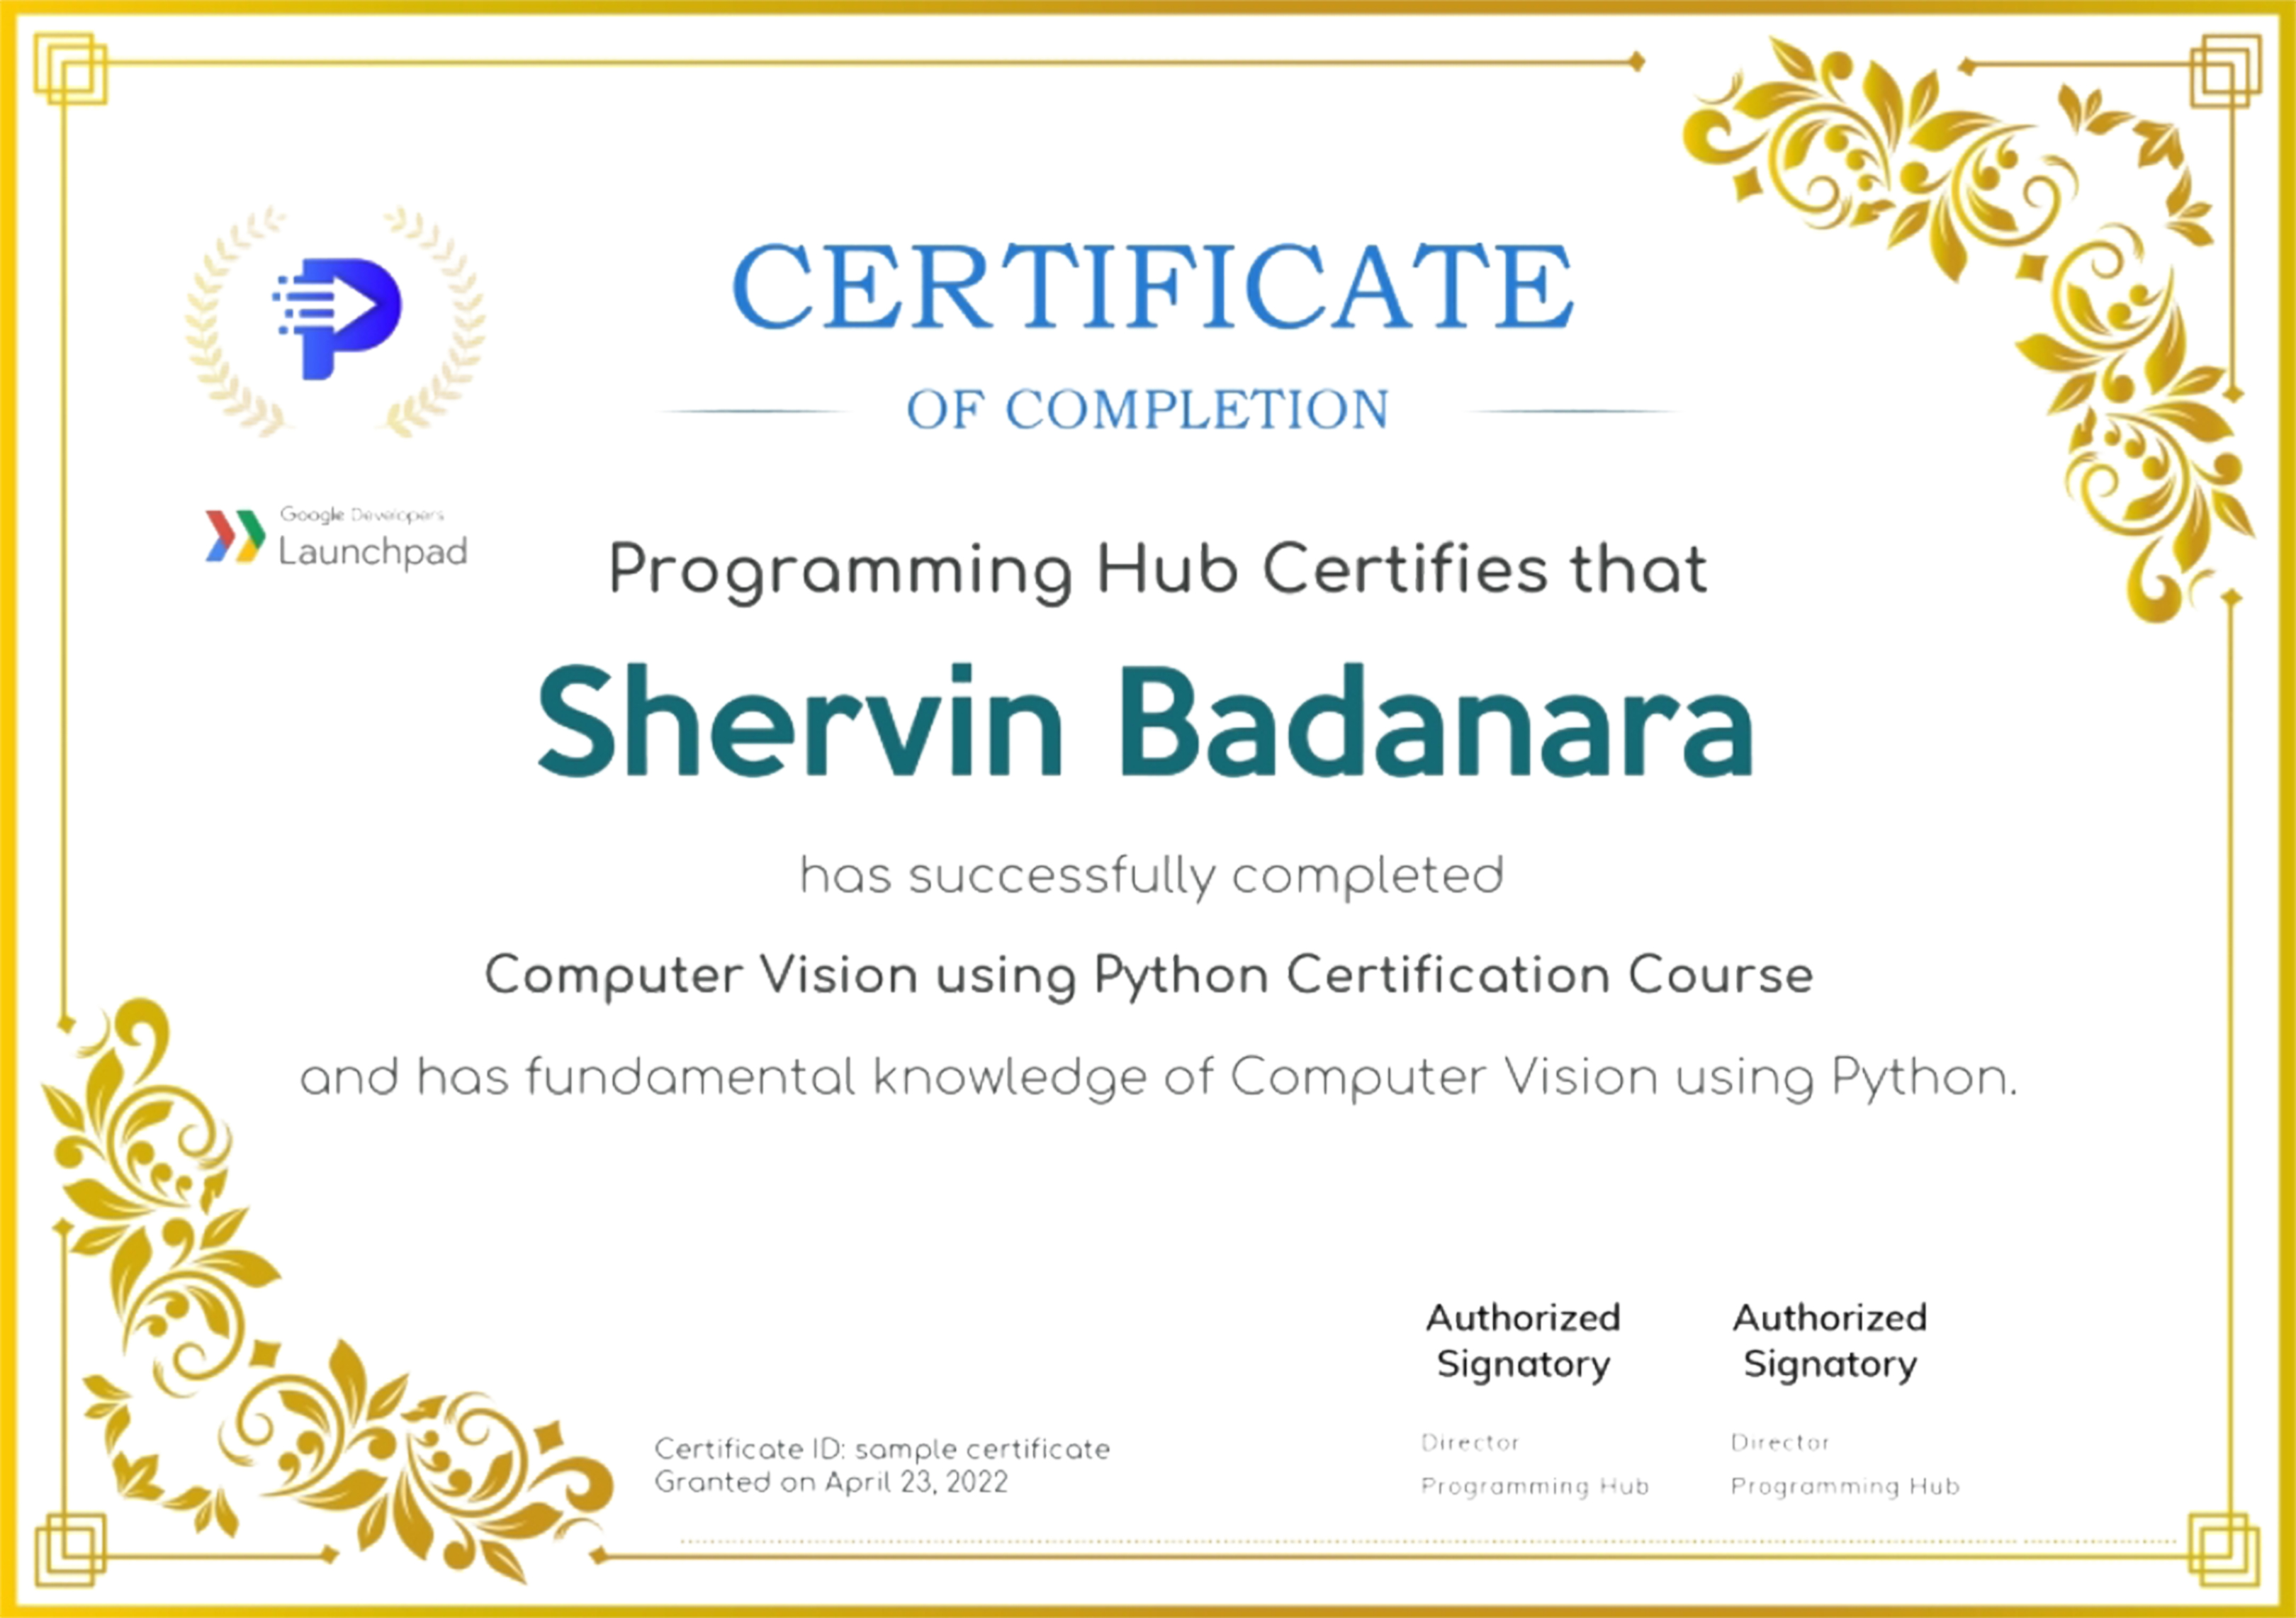 CERTIFICATE
OF COMPLETION
Google Developers
Launchpad
Programming Hub Certifies that
Shervin Badanara
has successfully completed
Computer Vision using Python Certification Course
and has fundamental knowledge of Computer Vision using Python.
Authorized Authorized
Signatory Signatory
Director Director
Programming Hub Programming Hub
Certificate ID: sample certificate
Granted on April 23, 2022